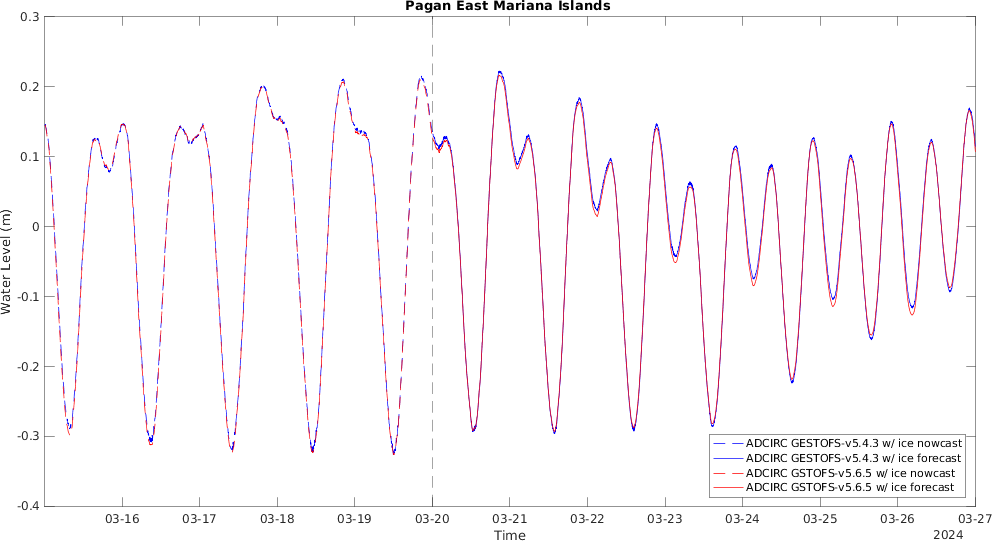 Pagan East Mariana Islands
0.3
0.2
0.1
0
-0.1
-0.2
-0.3
-0.4
Water Level (m)
ADCIRC GESTOFS-v5.4.3 w/ ice nowcast
ADCIRC GESTOFS-v5.4.3 w/ ice forecast
ADCIRC GSTOFS-v5.6.5 w/ ice nowcast
ADCIRC GSTOFS-v5.6.5 w/ ice forecast
03-16 03-17 03-18 03-19 03-20 03-21 03-22 03-23 03-24 03-25 03-26 03-27
Time
2024